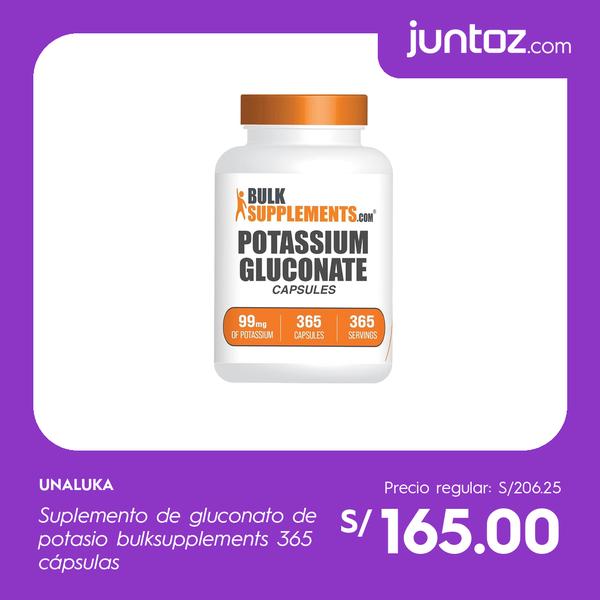 juntoz.com
BULK
SUPPLEMENTS.COM®
POTASSIUM
GLUCONATE
CAPSULES
99mg 365 365
OF POTASSIUM CAPSULES SERVINGS
UNALUKA
Suplemento de gluconato de
potasio bulksupplements 365
cápsulas
Precio regular: S/206.25
S/165.00